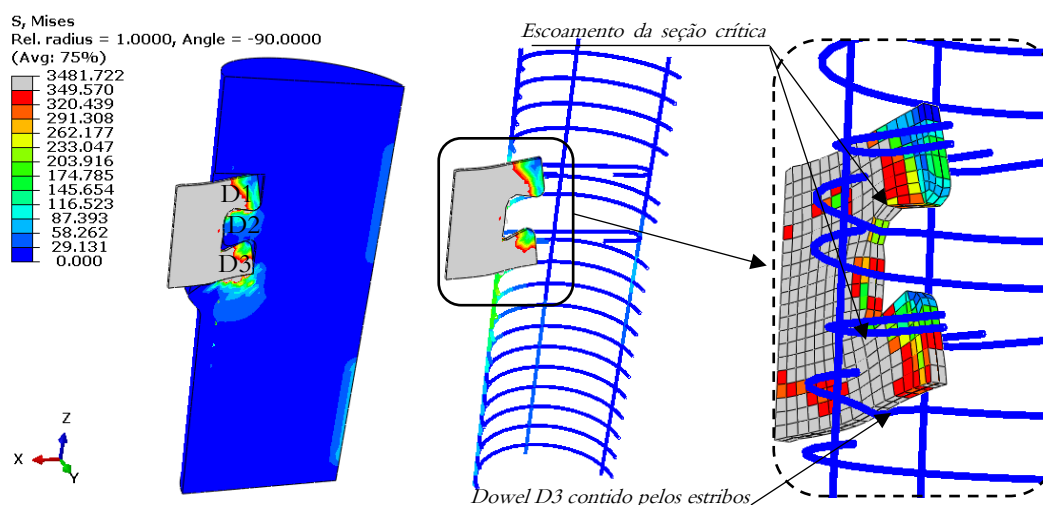 S, Mises
Rel. radius = 1.0000, Angle = -90.0000
(Avg: 75%)
3481.722
349.570
320.439
291.308
262.177
233.047
203.916
174.785
145.654
116.523
87.393
58.262
29.131
0.000
D1
D2
D3
Z
X
Y
Escoamento da seção crítica
Dowel D3 contido pelos estribos